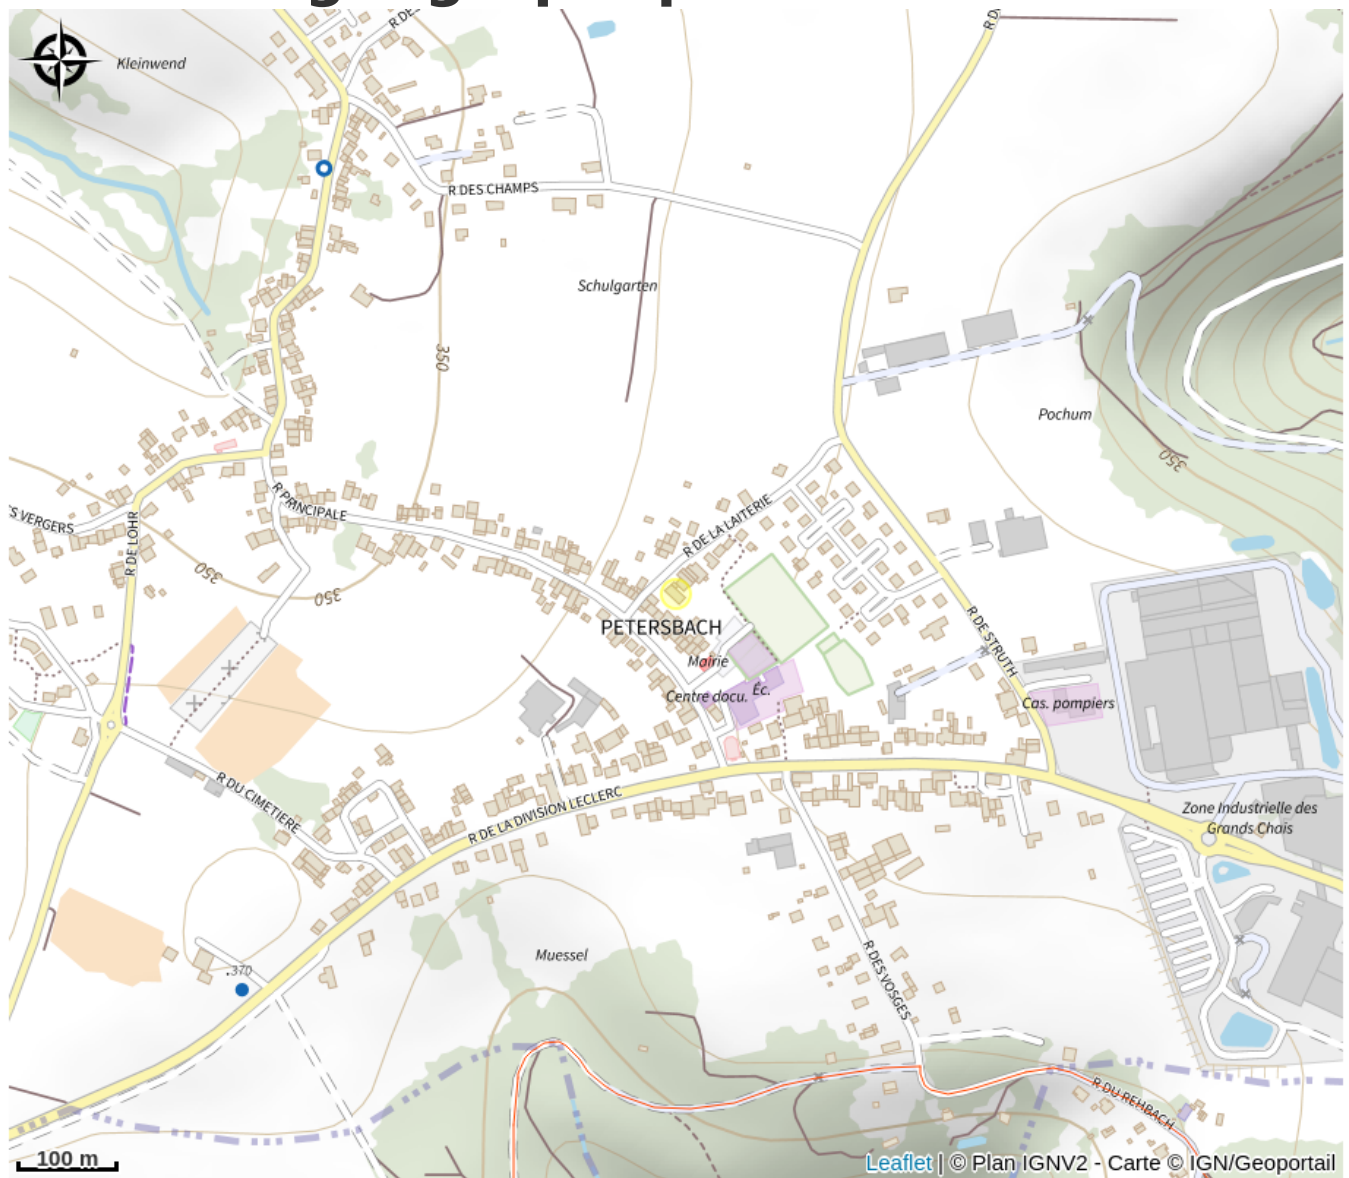 Kleinwend
R DES CHAMPS
Schulgarten
350
Pochum
350
R PRINCIPALE
S VERGERS
R DE LOHR
R DE LA LAITERIE
350
350
PETERSBACH
R DE STRUTH
Mairie
Centre docu.
Éc.
Cas. pompiers
R DU CIMETIERE
R DE LA DIVISION LECLERC
Zone Industrielle des
Grands Chais
Muessel
.370
R DES VOSGES
R DU REHBACH
100 m
Leaflet | © Plan IGNV2 - Carte © IGN/Geoportail